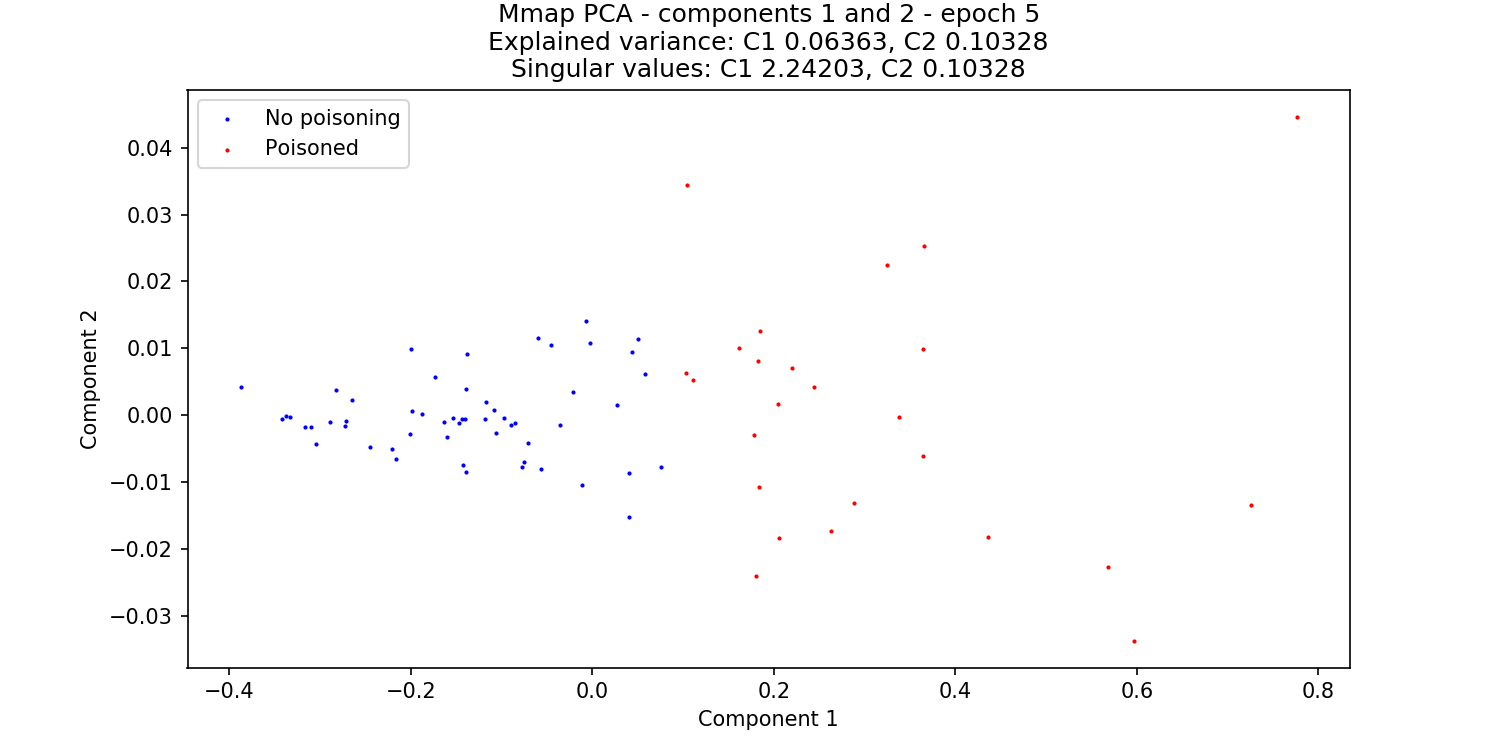 Mmap PCA - components 1 and 2 - epoch 5
Explained variance: C1 0.06363, C2 0.10328
Singular values: C1 2.24203, C2 0.10328
No poisoning
Poisoned
0.04
0.03
0.02
0.01
0.00
−0.01
−0.02
−0.03
Component 2
−0.4
−0.2
0.0
0.2
0.4
0.6
0.8
Component 1